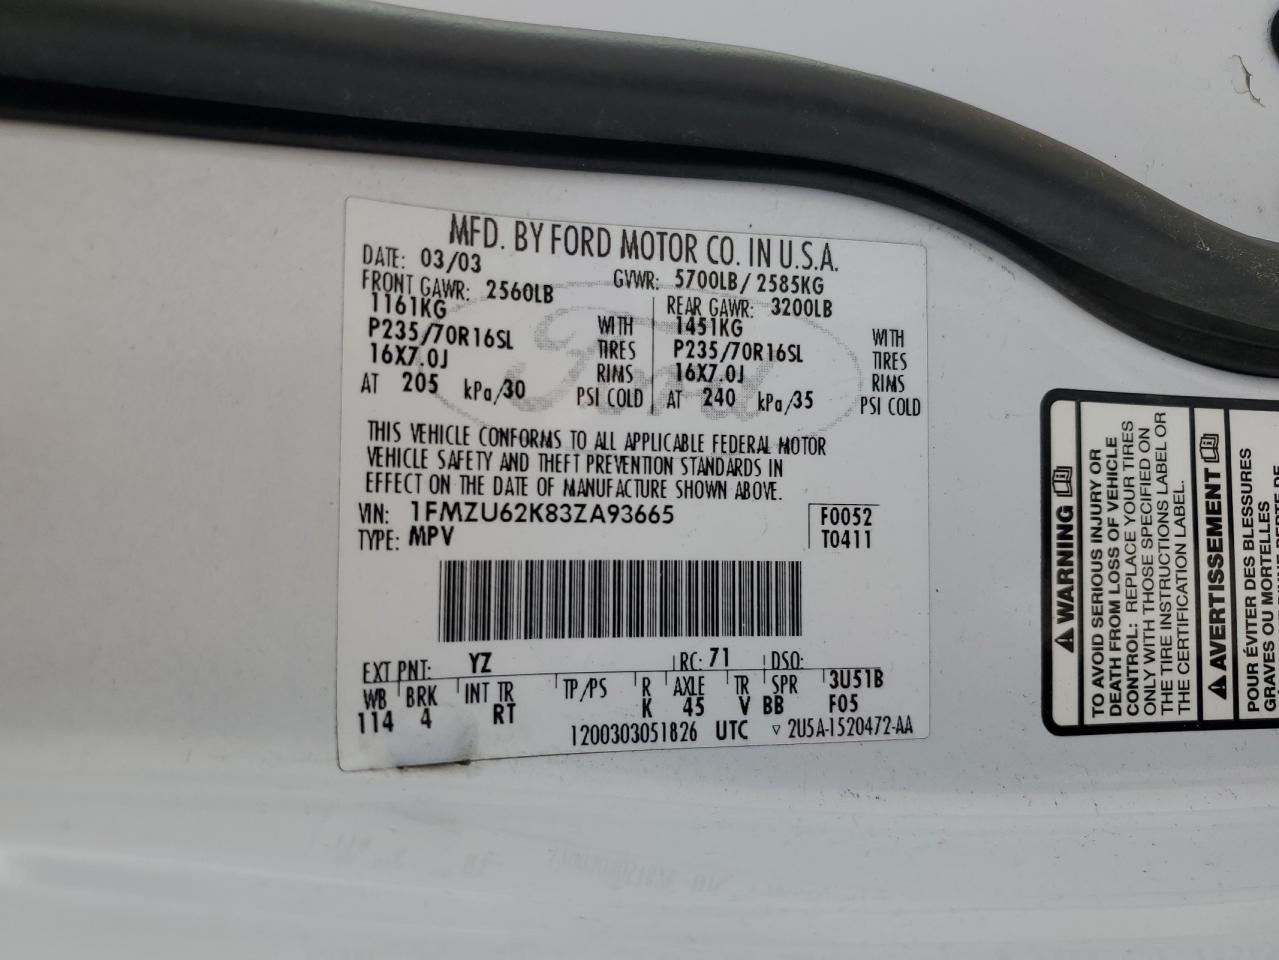 MFD. BY FORD MOTOR CO. IN U.S.A.
DATE: 03/03 GVWR: 5700LB/ 2585KG
FRONT GAWR: 2560LB REAR GAWR: 3200LB
1161KG WITH 1451KG WITH
P235/70R16SL TIRES P235/70R16SL TIRES
16X7.0J RIMS 16X7.0J RIMS
AT 205 kPa/30 PSI COLD AT 240 kPa/35 PSI COLD
Ford
THIS VEHICLE CONFORMS TO ALL APPLICABLE FEDERAL MOTOR
VEHICLE SAFETY AND THEFT PREVENTION STANDARDS IN
EFFECT ON THE DATE OF MANUFACTURE SHOWN ABOVE.
VIN: 1FMZU62K83ZA93665 F0052
TYPE: MPV T0411
EXT PNT: YZ RC: 71 DSO:
WB BRK INT TR TP/PS R AXLE TR SPR 3U51B
114 4 RT K 45 V BB F05
1200303051826 UTC ▽ 2U5A-1520472-AA
WARNING
TO AVOID SERIOUS INJURY OR
DEATH FROM LOSS OF VEHICLE
CONTROL: REPLACE YOUR TIRES
ONLY WITH THOSE SPECIFIED ON
THE TIRE INSTRUCTIONS LABEL OR
THE CERTIFICATION LABEL.
AVERTISSEMENT
POUR ÉVITER DES BLESSURES
GRAVES OU MORTELLES